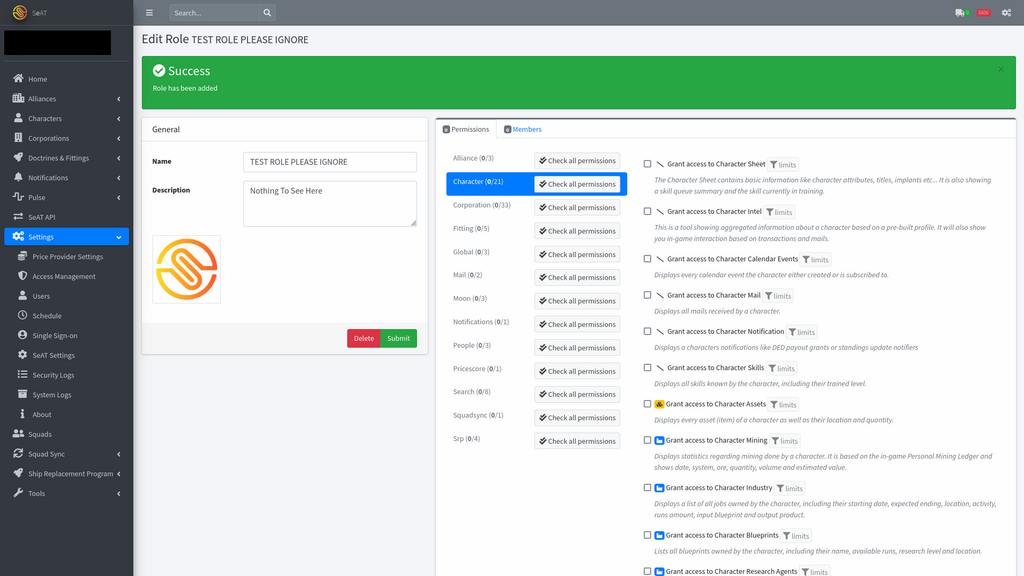 SeAT
Search...
Home
Alliances
Characters
Corporations
Doctrines & Fittings
Notifications
Pulse
SeAT API
Settings
Price Provider Settings
Access Management
Users
Schedule
Single Sign-on
SeAT Settings
Security Logs
System Logs
About
Squads
Squad Sync
Ship Replacement Program
Tools
Edit Role TEST ROLE PLEASE IGNORE
Success
Role has been added
General
Name
TEST ROLE PLEASE IGNORE
Description
Nothing To See Here
Delete
Submit
0 Permissions
0 Members
Alliance (0/3) Check all permissions
Character (0/21) Check all permissions
Corporation (0/33) Check all permissions
Fitting (0/5) Check all permissions
Global (0/3) Check all permissions
Mail (0/2) Check all permissions
Moon (0/3) Check all permissions
Notifications (0/1) Check all permissions
People (0/3) Check all permissions
Pricescore (0/1) Check all permissions
Search (0/8) Check all permissions
Squadsync (0/1) Check all permissions
Srp (0/4) Check all permissions
Grant access to Character Sheet limits
The Character Sheet contains basic information like character attributes, titles, implants etc... It is also showing
a skill queue summary and the skill currently in training.
Grant access to Character Intel limits
This is a tool showing aggregated information about a character based on a pre-built profile. It will also show
you in-game interaction based on transactions and mails.
Grant access to Character Calendar Events limits
Displays every calendar event the character either created or is subscribed to.
Grant access to Character Mail limits
Displays all mails received by a character.
Grant access to Character Notification limits
Displays a characters notifications like DED payout grants or standings update notifiers
Grant access to Character Skills limits
Displays all skills known by the character, including their trained level.
Grant access to Character Assets limits
Displays every asset (item) of a character as well as their location and quantity.
Grant access to Character Mining limits
Displays statistics regarding mining done by a character. It is based on the in-game Personal Mining Ledger and
shows date, system, ore, quantity, volume and estimated value.
Grant access to Character Industry limits
Displays a list of all jobs owned by the character, including their starting date, expected ending, location, activity,
runs amount, input blueprint and output product.
Grant access to Character Blueprints limits
Lists all blueprints owned by the character, including their name, available runs, research level and location.
Grant access to Character Research Agents limits